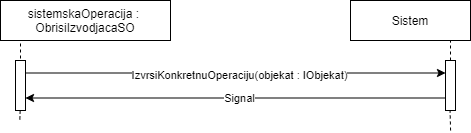 sistemskaOperacija :
ObrisiIzvodjacaSO
Sistem
IzvrsiKonkretnuOperaciju(objekat : IObjekat)
Signal